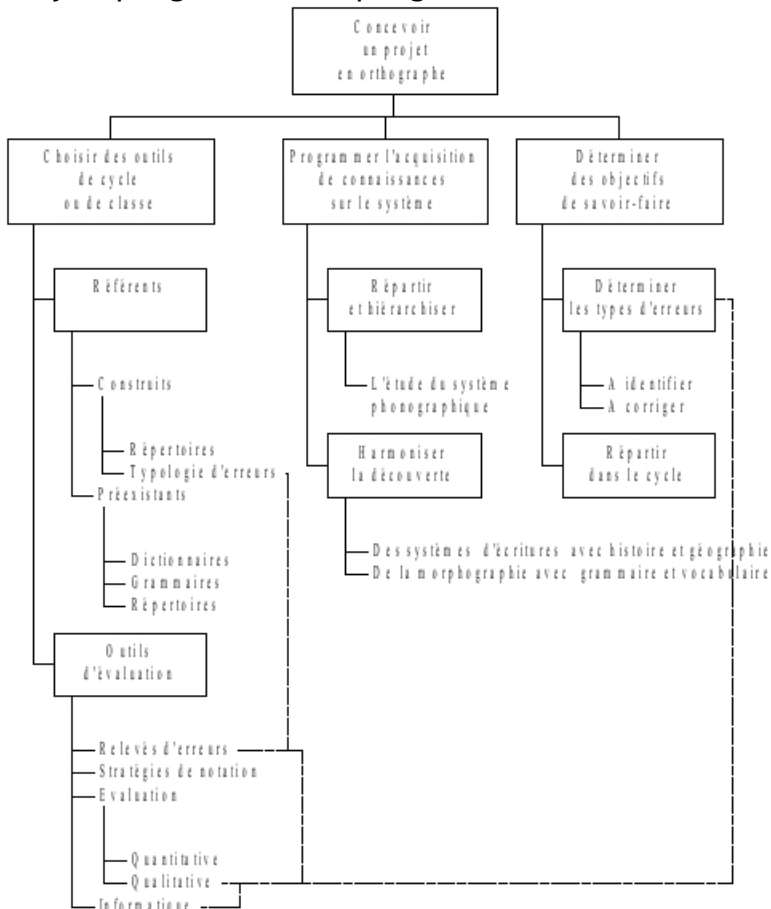 Concevoir
un projet
en orthographe
Choisir des outils
de cycle
ou de classe
Programmer l'acquisition
de connaissances
sur le système
Déterminer
des objectifs
de savoir-faire
Référents
Construits
Répertoires
Typologie d'erreurs
Préexistants
Dictionnaires
Grammaires
Répertoires
Outils
d'évaluation
Relevés d'erreurs
Stratégies de notation
Evaluation
Quantitative
Qualitative
Informatique
Répartir
et hiérarchiser
L'étude du système
phonographique
Harmoniser
la découverte
Des systèmes d'écritures avec histoire et géographie
De la morphographie avec grammaire et vocabulaire
Déterminer
les types d'erreurs
A identifier
A corriger
Répartir
dans le cycle